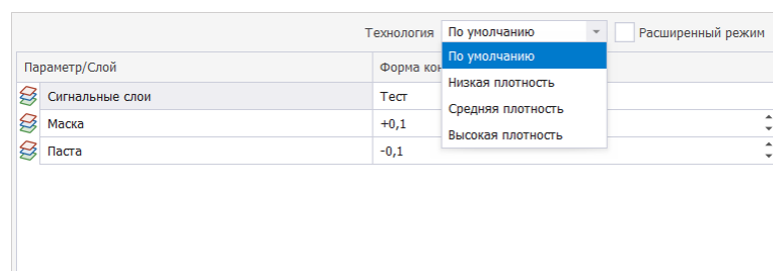 Технология По умолчанию Расширенный режим
По умолчанию
Низкая плотность
Средняя плотность
Высокая плотность
Параметр/Слой Форма
Сигнальные слои Тест
Маска +0,1
Паста -0,1